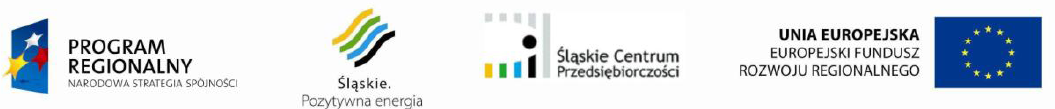 PROGRAM
REGIONALNY
NARODOWA STRATEGIA SPÓJNOŚCI
Śląskie.
Pozytywna energia
Śląskie Centrum
Przedsiębiorczości
UNIA EUROPEJSKA
EUROPEJSKI FUNDUSZ
ROZWOJU REGIONALNEGO